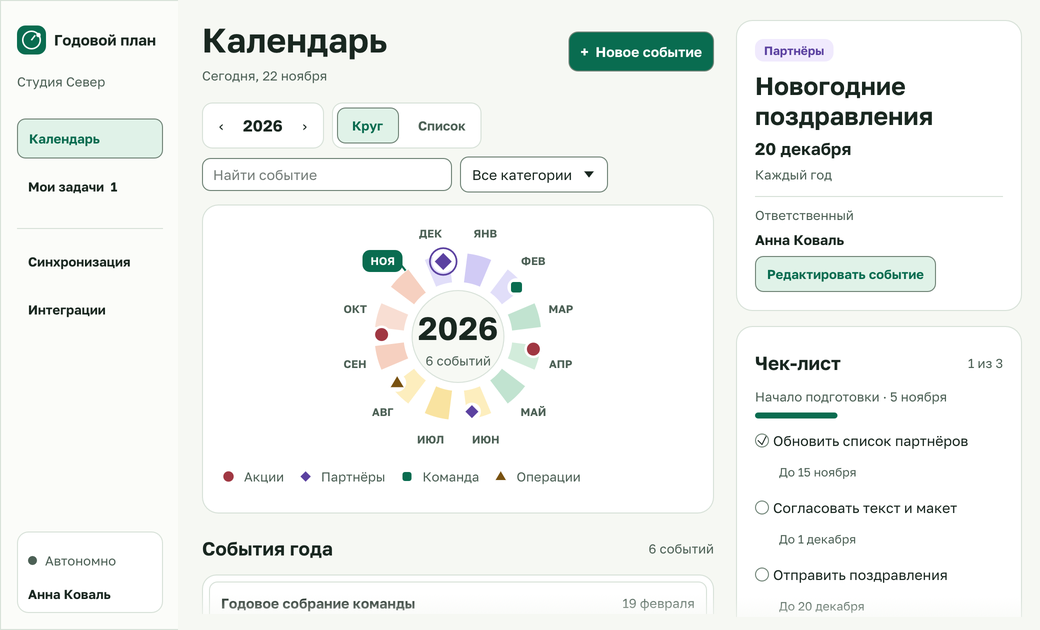 Годовой план
Студия Север
Календарь
Мои задачи 1
Синхронизация
Интеграции
Автономно
Анна Коваль
Календарь
Сегодня, 22 ноября
+ Новое событие
‹ 2026 ›
Круг
Список
Найти событие
Все категории
ДЕК
ЯНВ
НОЯ
ФЕВ
ОКТ
МАР
2026
6 событий
СЕН
АПР
АВГ
МАЙ
ИЮЛ
ИЮН
Акции
Партнёры
Команда
Операции
События года
6 событий
Годовое собрание команды
19 февраля
Партнёры
Новогодние
поздравления
20 декабря
Каждый год
Ответственный
Анна Коваль
Редактировать событие
Чек-лист
1 из 3
Начало подготовки · 5 ноября
Обновить список партнёров
До 15 ноября
Согласовать текст и макет
До 1 декабря
Отправить поздравления
До 20 декабря